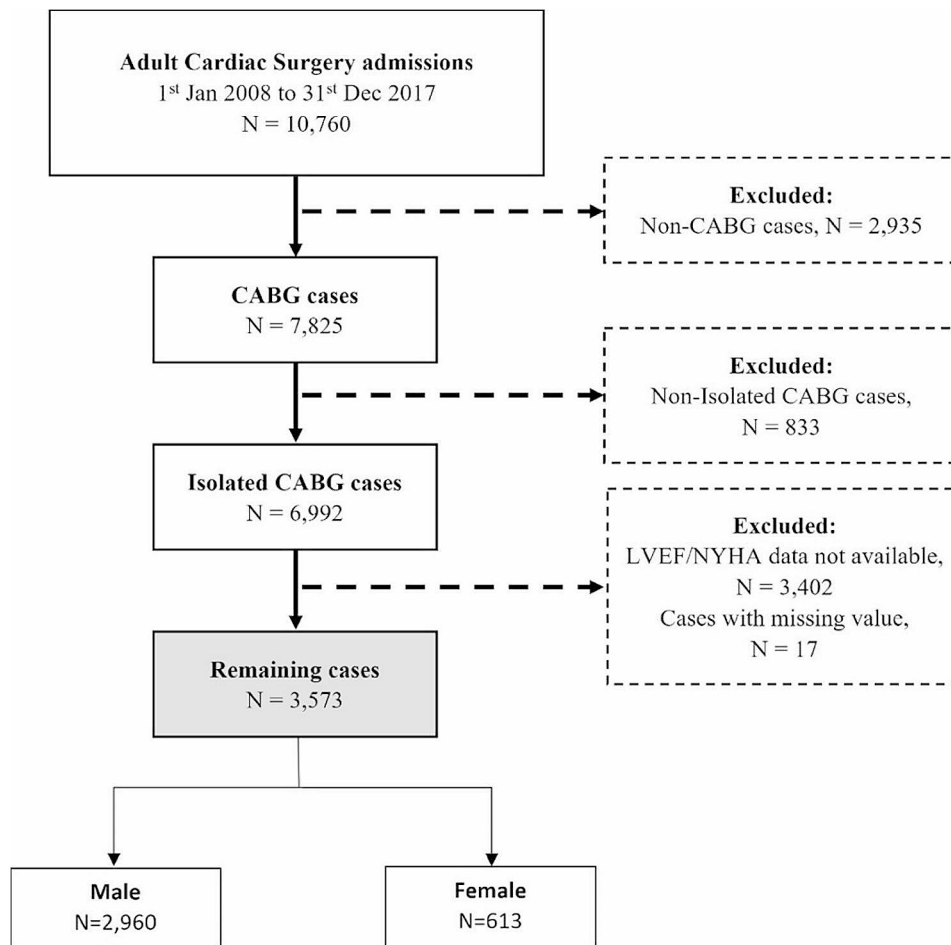 Adult Cardiac Surgery admissions
1st Jan 2008 to 31st Dec 2017
N = 10,760
Excluded:
Non-CABG cases, N = 2,935
CABG cases
N = 7,825
Excluded:
Non-Isolated CABG cases,
N = 833
Isolated CABG cases
N = 6,992
Excluded:
LVEF/NYHA data not available,
N = 3,402
Cases with missing value,
N = 17
Remaining cases
N = 3,573
Male
N=2,960
Female
N=613